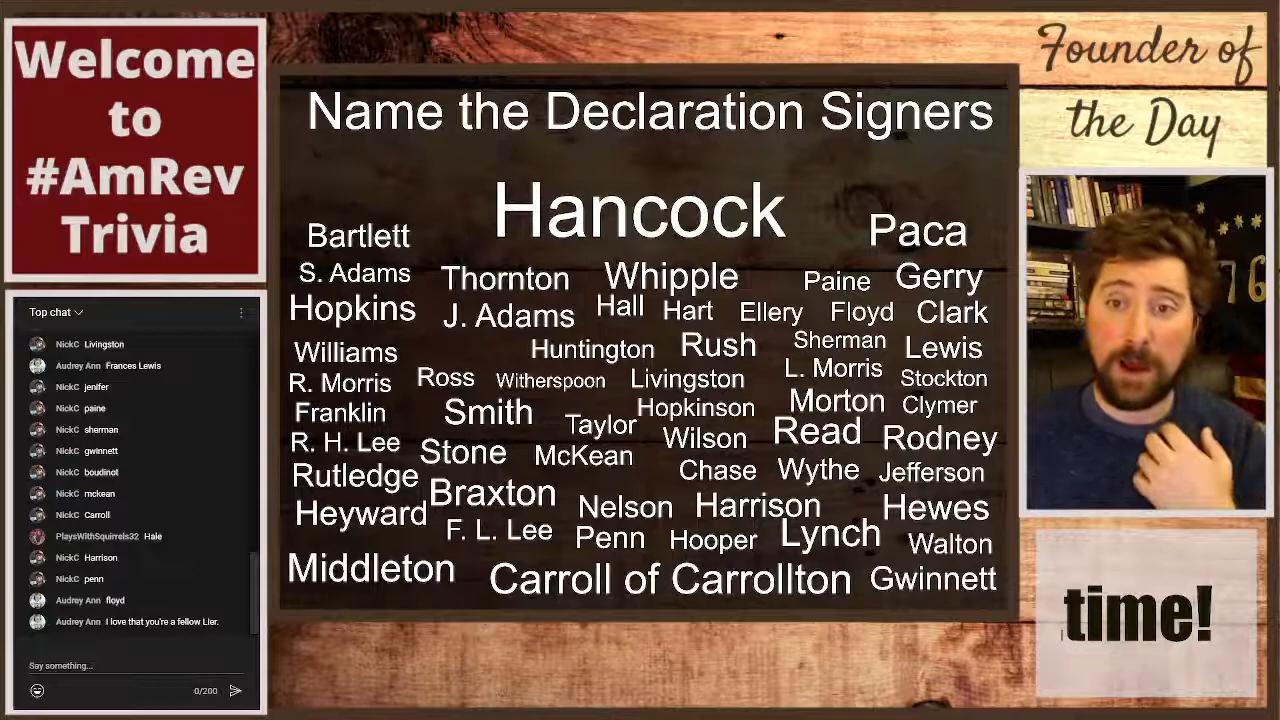 Welcome
to
#AmRev
Trivia
Top chat
NickC Livingston
Audrey Ann Frances Lewis
NickC jenifer
NickC paine
NickC sherman
NickC gwinnett
NickC boudinot
NickC mckean
NickC Carroll
PlaysWithSquirrels32 Hale
NickC Harrison
NickC penn
Audrey Ann floyd
Audrey Ann I love that you're a fellow LIer.
Say something...
0/200
Name the Declaration Signers
Hancock
Bartlett Paca
S. Adams Thornton Whipple Paine Gerry
Hopkins J. Adams Hall Hart Ellery Floyd Clark
Williams Huntington Rush Sherman Lewis
R. Morris Ross Witherspoon Livingston L. Morris Stockton
Franklin Smith Taylor Hopkinson Morton Clymer
R. H. Lee Stone McKean Wilson Read Rodney
Rutledge Braxton Chase Wythe Jefferson
Heyward F. L. Lee Nelson Harrison Hewes
Penn Hooper Lynch Walton
Middleton Carroll of Carrollton Gwinnett
Founder of
the Day
76
time!